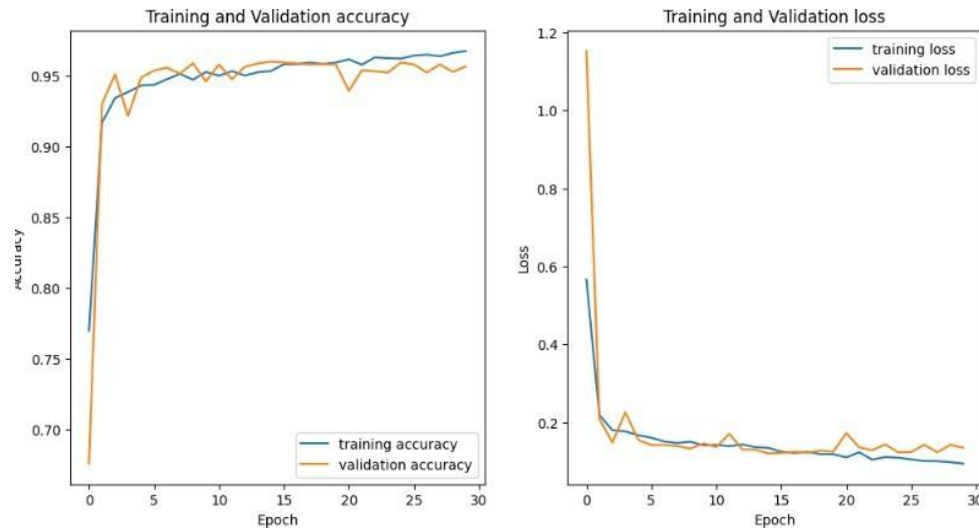 Training and Validation accuracy
0.95
0.90
0.85
0.80
0.75
0.70
Accuracy
training accuracy
validation accuracy
0
5
10
15
20
25
30
Epoch
Training and Validation loss
1.2
1.0
0.8
0.6
0.4
0.2
Loss
training loss
validation loss
0
5
10
15
20
25
30
Epoch